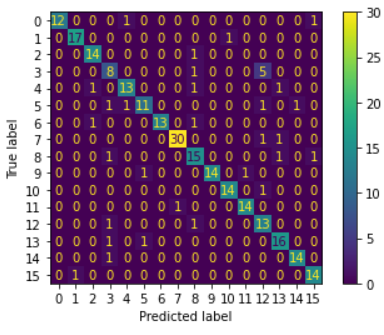 0 12 0 0 0 1 0 0 0 0 0 0 0 0 0 0 1
1 0 17 0 0 0 0 0 0 0 0 1 0 0 0 0 0
2 0 0 14 0 0 0 0 0 1 0 0 0 0 0 0 0
3 0 0 0 8 0 0 0 0 1 0 0 0 5 0 0 0
4 0 0 1 0 13 0 0 0 1 0 0 0 0 1 0 0
5 0 0 0 1 1 11 0 0 1 0 0 0 1 0 1 0
6 0 0 1 0 0 0 13 0 1 0 0 0 0 0 0 0
7 0 0 0 0 0 0 0 30 0 0 0 0 1 1 0 0
8 0 0 0 1 0 0 0 0 15 0 0 0 0 1 0 1
9 0 0 0 0 0 1 0 0 0 14 0 1 0 0 0 0
10 0 0 0 0 0 0 0 0 0 0 14 0 1 0 0 0
11 0 0 0 0 0 0 0 1 0 0 0 14 0 0 0 0
12 0 0 0 1 0 0 0 0 1 0 0 0 13 0 0 0
13 0 0 0 1 0 1 0 0 0 0 0 0 0 16 0 0
14 0 0 0 1 0 0 0 0 0 0 0 0 0 0 14 0
15 0 1 0 0 0 0 0 0 0 0 0 0 0 0 0 14
0 1 2 3 4 5 6 7 8 9 10 11 12 13 14 15
Predicted label
True label
30
25
20
15
10
5
0